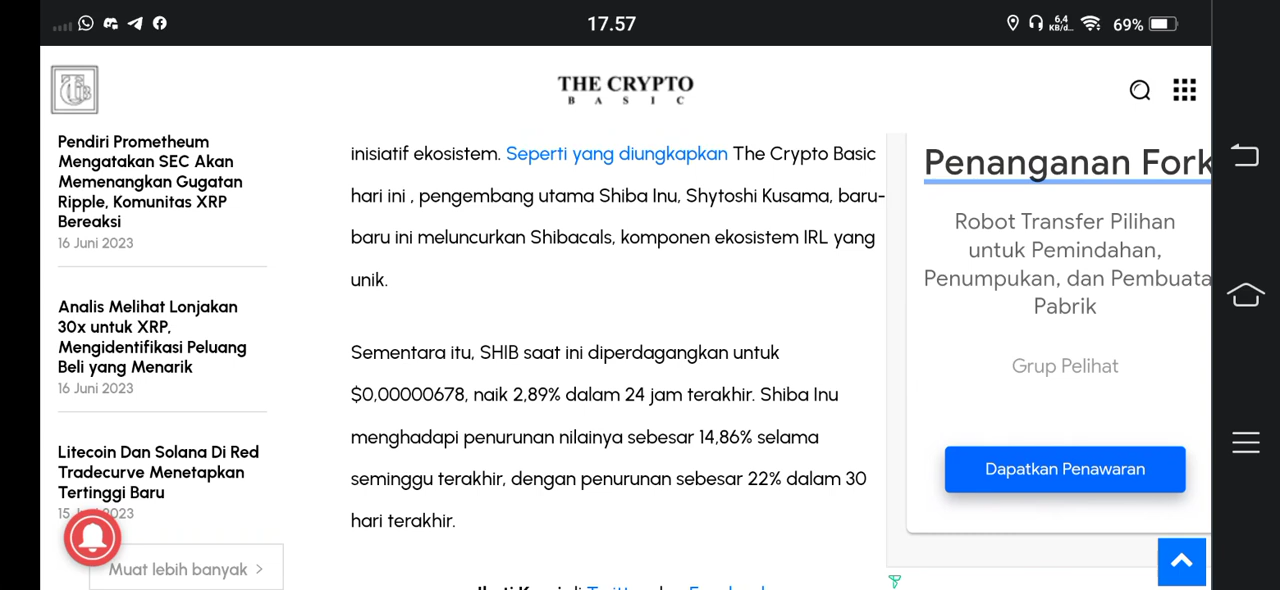 17.57
6,4
KB/d...
69%
THE CRYPTO
BASIC
Pendiri Prometheum
Mengatakan SEC Akan
Memenangkan Gugatan
Ripple, Komunitas XRP
Bereaksi
16 Juni 2023
Analis Melihat Lonjakan
30x untuk XRP,
Mengidentifikasi Peluang
Beli yang Menarik
16 Juni 2023
Litecoin Dan Solana Di Red
Tradecurve Menetapkan
Tertinggi Baru
Muat lebih banyak >
inisiatif ekosistem. Seperti yang diungkapkan The Crypto Basic
hari ini , pengembang utama Shiba Inu, Shytoshi Kusama, baru-
baru ini meluncurkan Shibacals, komponen ekosistem IRL yang
unik.
Sementara itu, SHIB saat ini diperdagangkan untuk
$0,00000678, naik 2,89% dalam 24 jam terakhir. Shiba Inu
menghadapi penurunan nilainya sebesar 14,86% selama
seminggu terakhir, dengan penurunan sebesar 22% dalam 30
hari terakhir.
Penanganan Fork
Robot Transfer Pilihan
untuk Pemindahan,
Penumpukan, dan Pembuata
Pabrik
Grup Pelihat
Dapatkan Penawaran